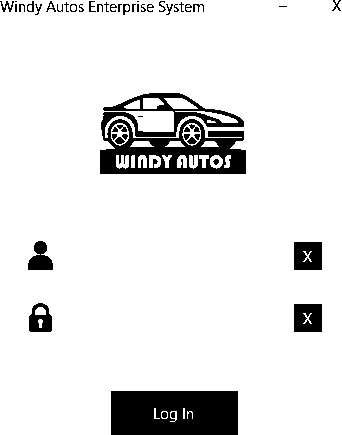 Windy Autos Enterprise System – X
WINDY AUTOS
X
X
Log In